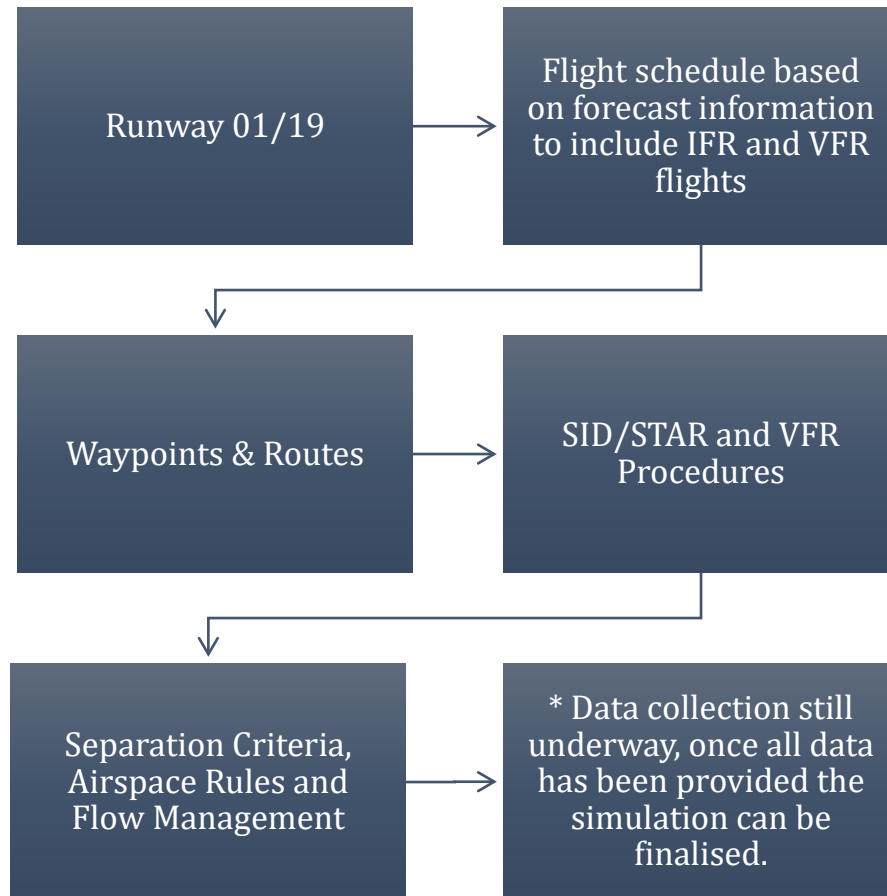 Runway 01/19
Flight schedule based
on forecast information
to include IFR and VFR
flights
Waypoints & Routes
SID/STAR and VFR
Procedures
Separation Criteria,
Airspace Rules and
Flow Management
* Data collection still
underway, once all data
has been provided the
simulation can be
finalised.